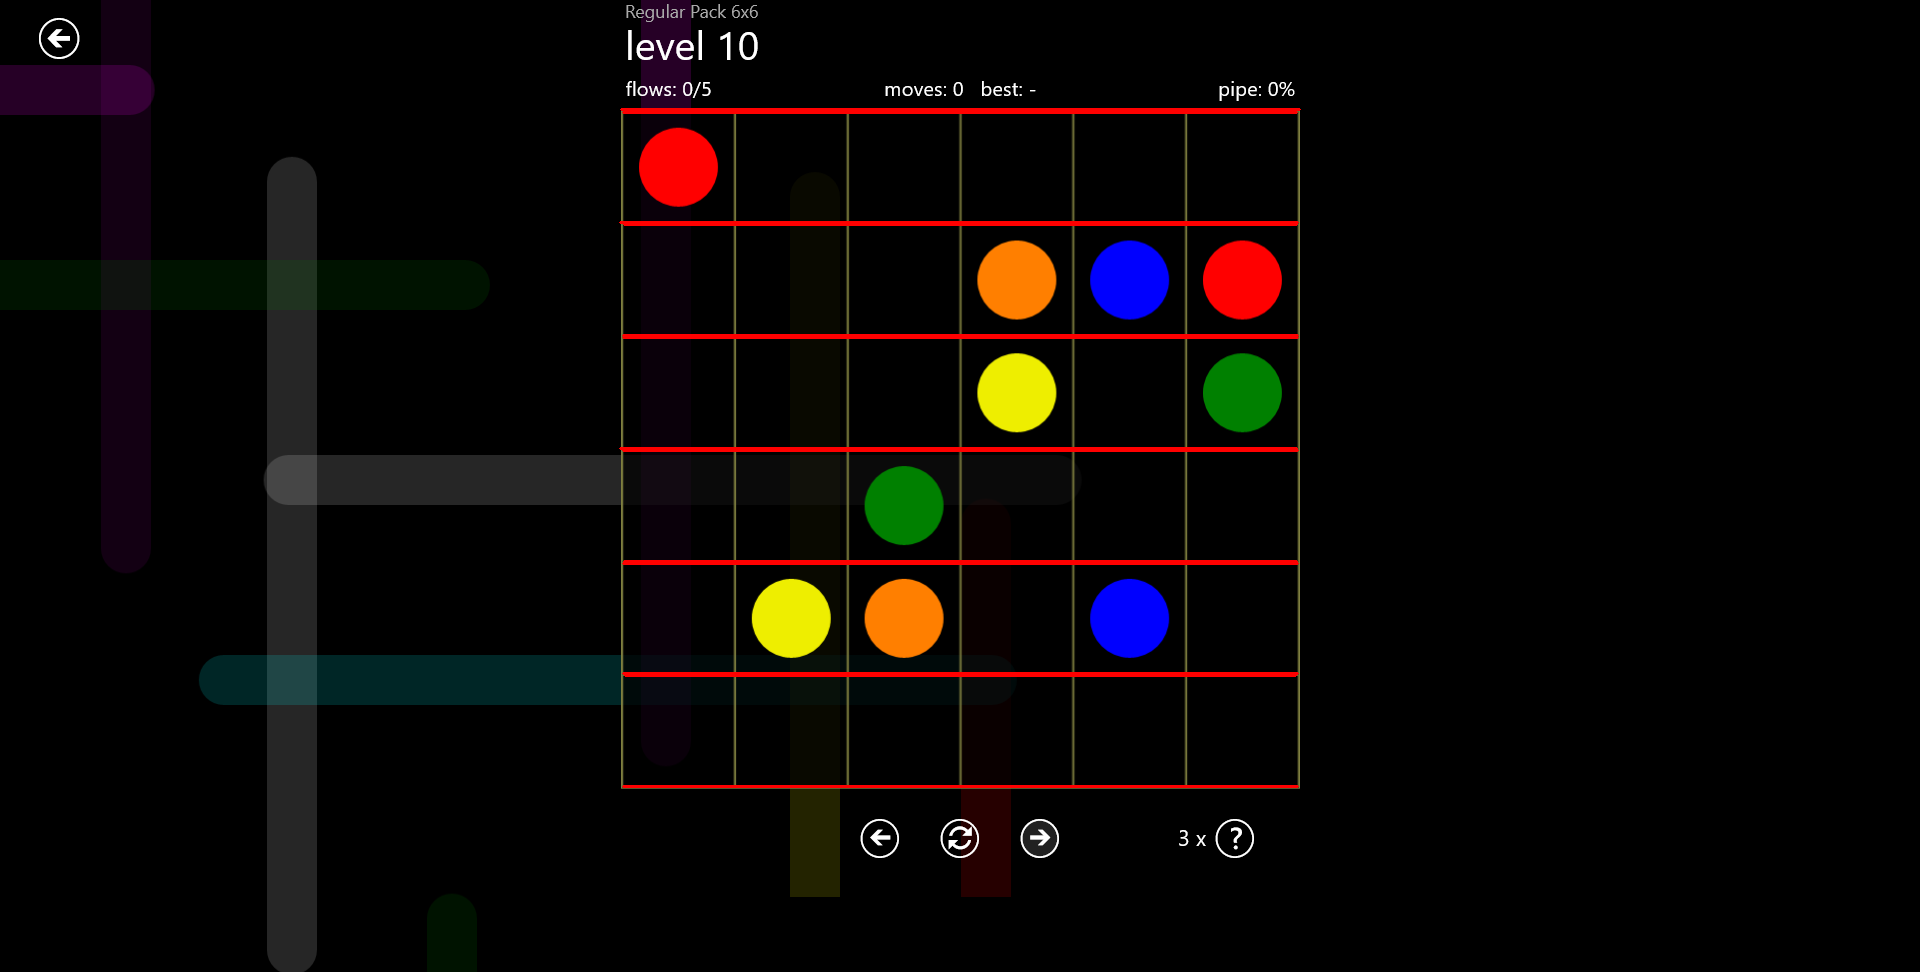 Regular Pack 6x6
level 10
flows: 0/5 moves: 0 best: - pipe: 0%
3 x ?